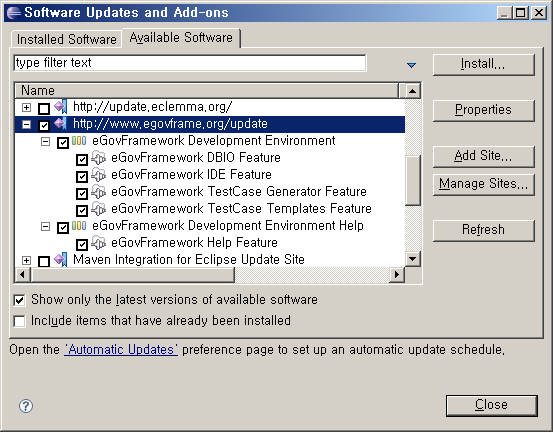 Software Updates and Add-ons
Installed Software
Available Software
type filter text
Install...
Name
http://update.eclemma.org/
http://www.egovframe.org/update
eGovFramework Development Environment
eGovFramework DBIO Feature
eGovFramework IDE Feature
eGovFramework TestCase Generator Feature
eGovFramework TestCase Templates Feature
eGovFramework Development Environment Help
eGovFramework Help Feature
Maven Integration for Eclipse Update Site
Properties
Add Site...
Manage Sites...
Refresh
Show only the latest versions of available software
Include items that have already been installed
Open the 'Automatic Updates' preference page to set up an automatic update schedule.
?
Close